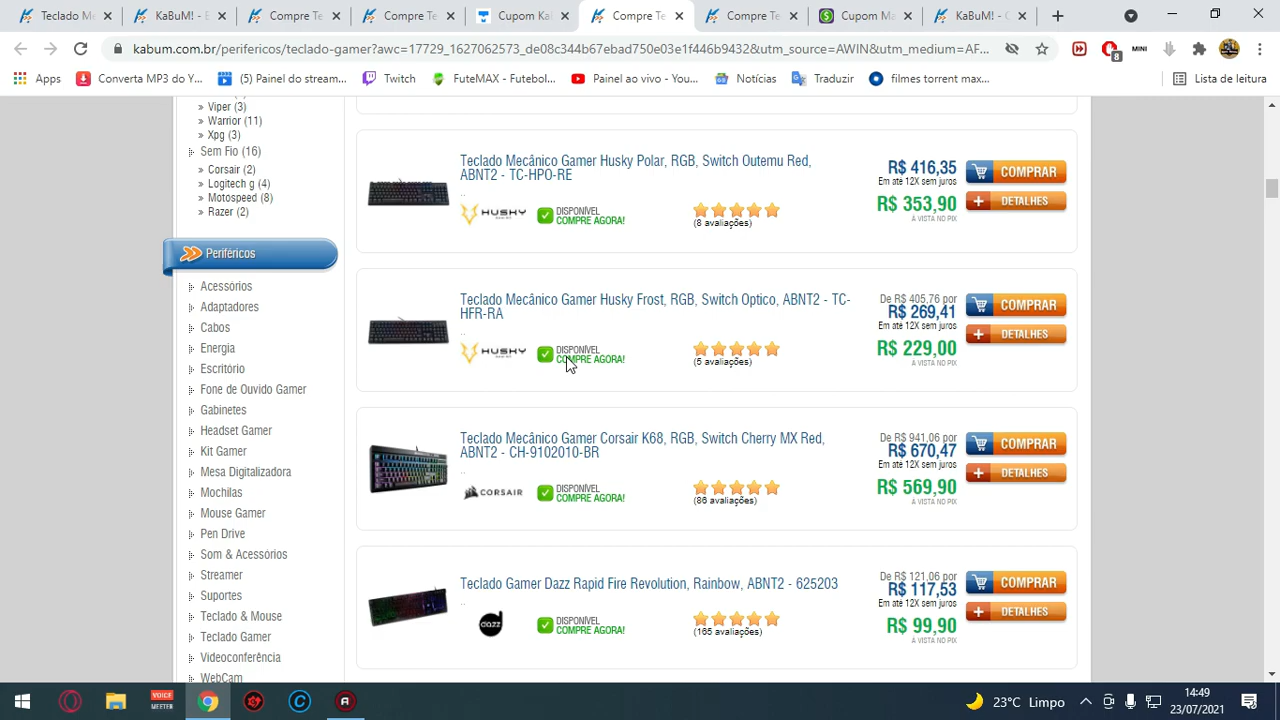 Teclado M
KaBuM! - E
Compre Te
Compre Te
Cupom Ka
Compre Te
Compre Te
Cupom Ma
KaBuM! - C
kabum.com.br/perifericos/teclado-gamer?awc=17729_1627062573_de08c344b67ebad750e03e1f446b3432&utm_source=AWIN&utm_medium=AF...
8
MINI
Apps
Converta MP3 do Y...
(5) Painel do stream...
Twitch
FuteMAX - Futebol...
Painel ao vivo - You...
Notícias
Traduzir
filmes torrent max...
Lista de leitura
» Viper (3)
» Warrior (11)
» Xpg (3)
Sem Fio (16)
» Corsair (2)
» Logitech g (4)
» Motospeed (8)
» Razer (2)
Periféricos
Acessórios
Adaptadores
Cabos
Energia
Escritório
Fone de Ouvido Gamer
Gabinetes
Headset Gamer
Kit Gamer
Mesa Digitalizadora
Mochilas
Mouse Gamer
Pen Drive
Som & Acessórios
Streamer
Suportes
Teclado & Mouse
Teclado Gamer
Videoconferência
WebCam
Teclado Mecânico Gamer Husky Polar, RGB, Switch Outemu Red,
ABNT2 - TC-HPO-RE
..
HUSKY
DISPONÍVEL
COMPRE AGORA!
(8 avaliações)
R$ 416,35
Em até 12X sem juros
R$ 353,90
A VISTA NO PIX
COMPRAR
+ DETALHES
Teclado Mecânico Gamer Husky Frost, RGB, Switch Optico, ABNT2 - TC-
HFR-RA
..
HUSKY
DISPONÍVEL
COMPRE AGORA!
(5 avaliações)
De R$ 405,76 por
R$ 269,41
Em até 12X sem juros
R$ 229,00
A VISTA NO PIX
COMPRAR
+ DETALHES
Teclado Mecânico Gamer Corsair K68, RGB, Switch Cherry MX Red,
ABNT2 - CH-9102010-BR
..
CORSAIR
DISPONÍVEL
COMPRE AGORA!
(86 avaliações)
De R$ 941,06 por
R$ 670,47
Em até 12X sem juros
R$ 569,90
A VISTA NO PIX
COMPRAR
+ DETALHES
Teclado Gamer Dazz Rapid Fire Revolution, Rainbow, ABNT2 - 625203
..
dazz
DISPONÍVEL
COMPRE AGORA!
(165 avaliações)
De R$ 121,06 por
R$ 117,53
Em até 12X sem juros
R$ 99,90
A VISTA NO PIX
COMPRAR
+ DETALHES
VOICE
MEETER
23°C Limpo
14:49
23/07/2021